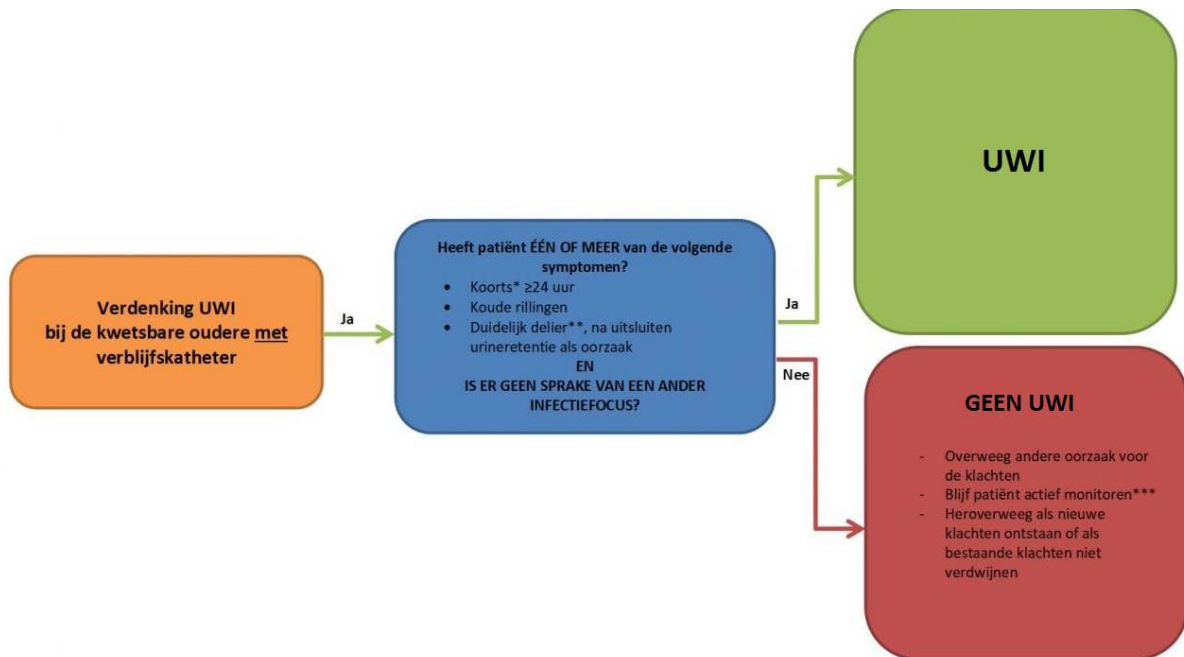 Verdenking UWI
bij de kwetsbare oudere met
verblijfskatheter
Ja
Heeft patiënt ÉÉN OF MEER van de volgende
symptomen?
• Koorts* ≥24 uur
• Koude rillingen
• Duidelijk delier**, na uitsluiten
urineretentie als oorzaak
EN
IS ER GEEN SPRAKE VAN EEN ANDER
INFECTIEFOCUS?
Ja
Nee
UWI
GEEN UWI
- Overweeg andere oorzaak voor
de klachten
- Blijf patiënt actief monitoren***
- Heroverweeg als nieuwe
klachten ontstaan of als
bestaande klachten niet
verdwijnen